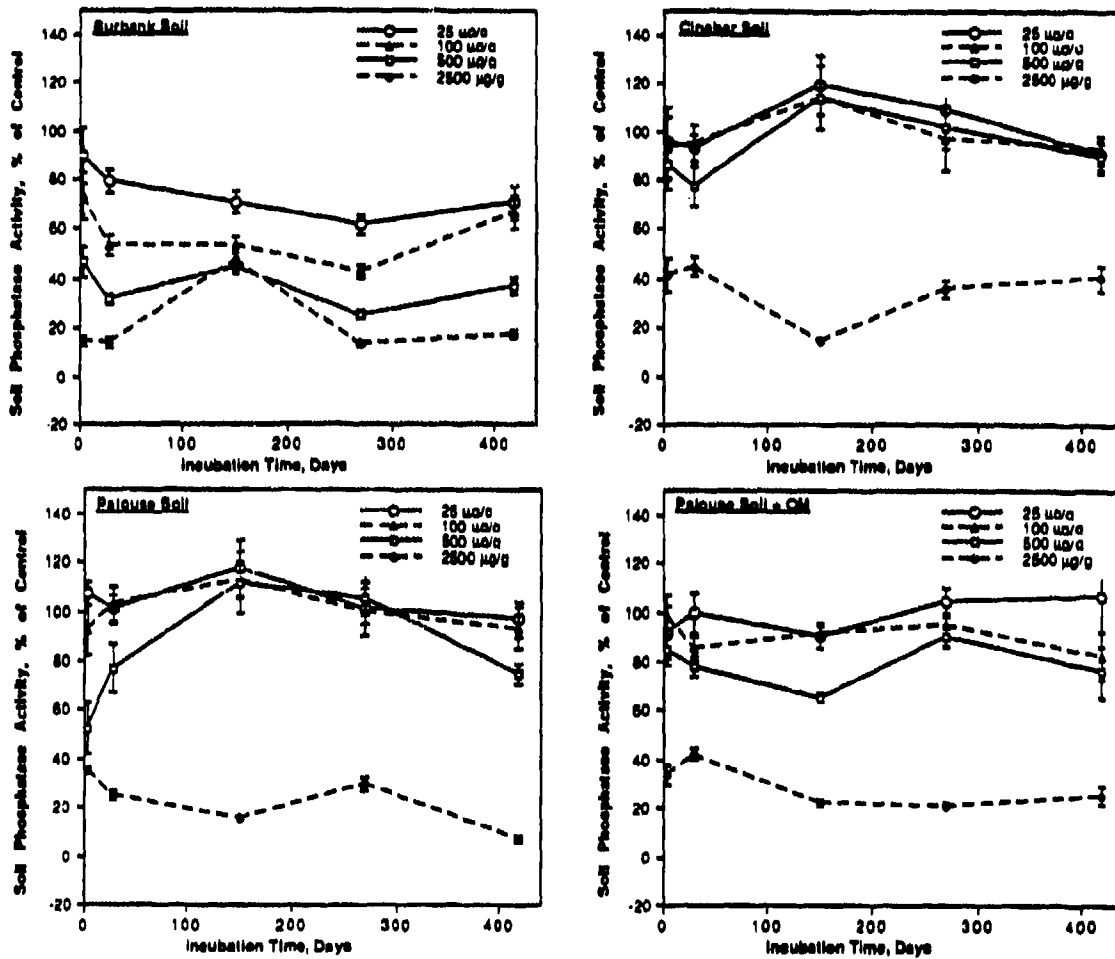 Burbank Soil
25 µg/g
100 µg/g
500 µg/g
2500 µg/g
Soil Phosphatase Activity, % of Control
140
120
100
80
60
40
20
0
-20
0
100
200
300
400
Incubation Time, Days
Cinebar Soil
25 µg/g
100 µg/g
500 µg/g
2500 µg/g
Soil Phosphatase Activity, % of Control
140
120
100
80
60
40
20
0
-20
0
100
200
300
400
Incubation Time, Days
Palouse Soil
25 µg/g
100 µg/g
500 µg/g
2500 µg/g
Soil Phosphatase Activity, % of Control
140
120
100
80
60
40
20
0
-20
0
100
200
300
400
Incubation Time, Days
Palouse Soil + OM
25 µg/g
100 µg/g
500 µg/g
2500 µg/g
Soil Phosphatase Activity, % of Control
140
120
100
80
60
40
20
0
-20
0
100
200
300
400
Incubation Time, Days